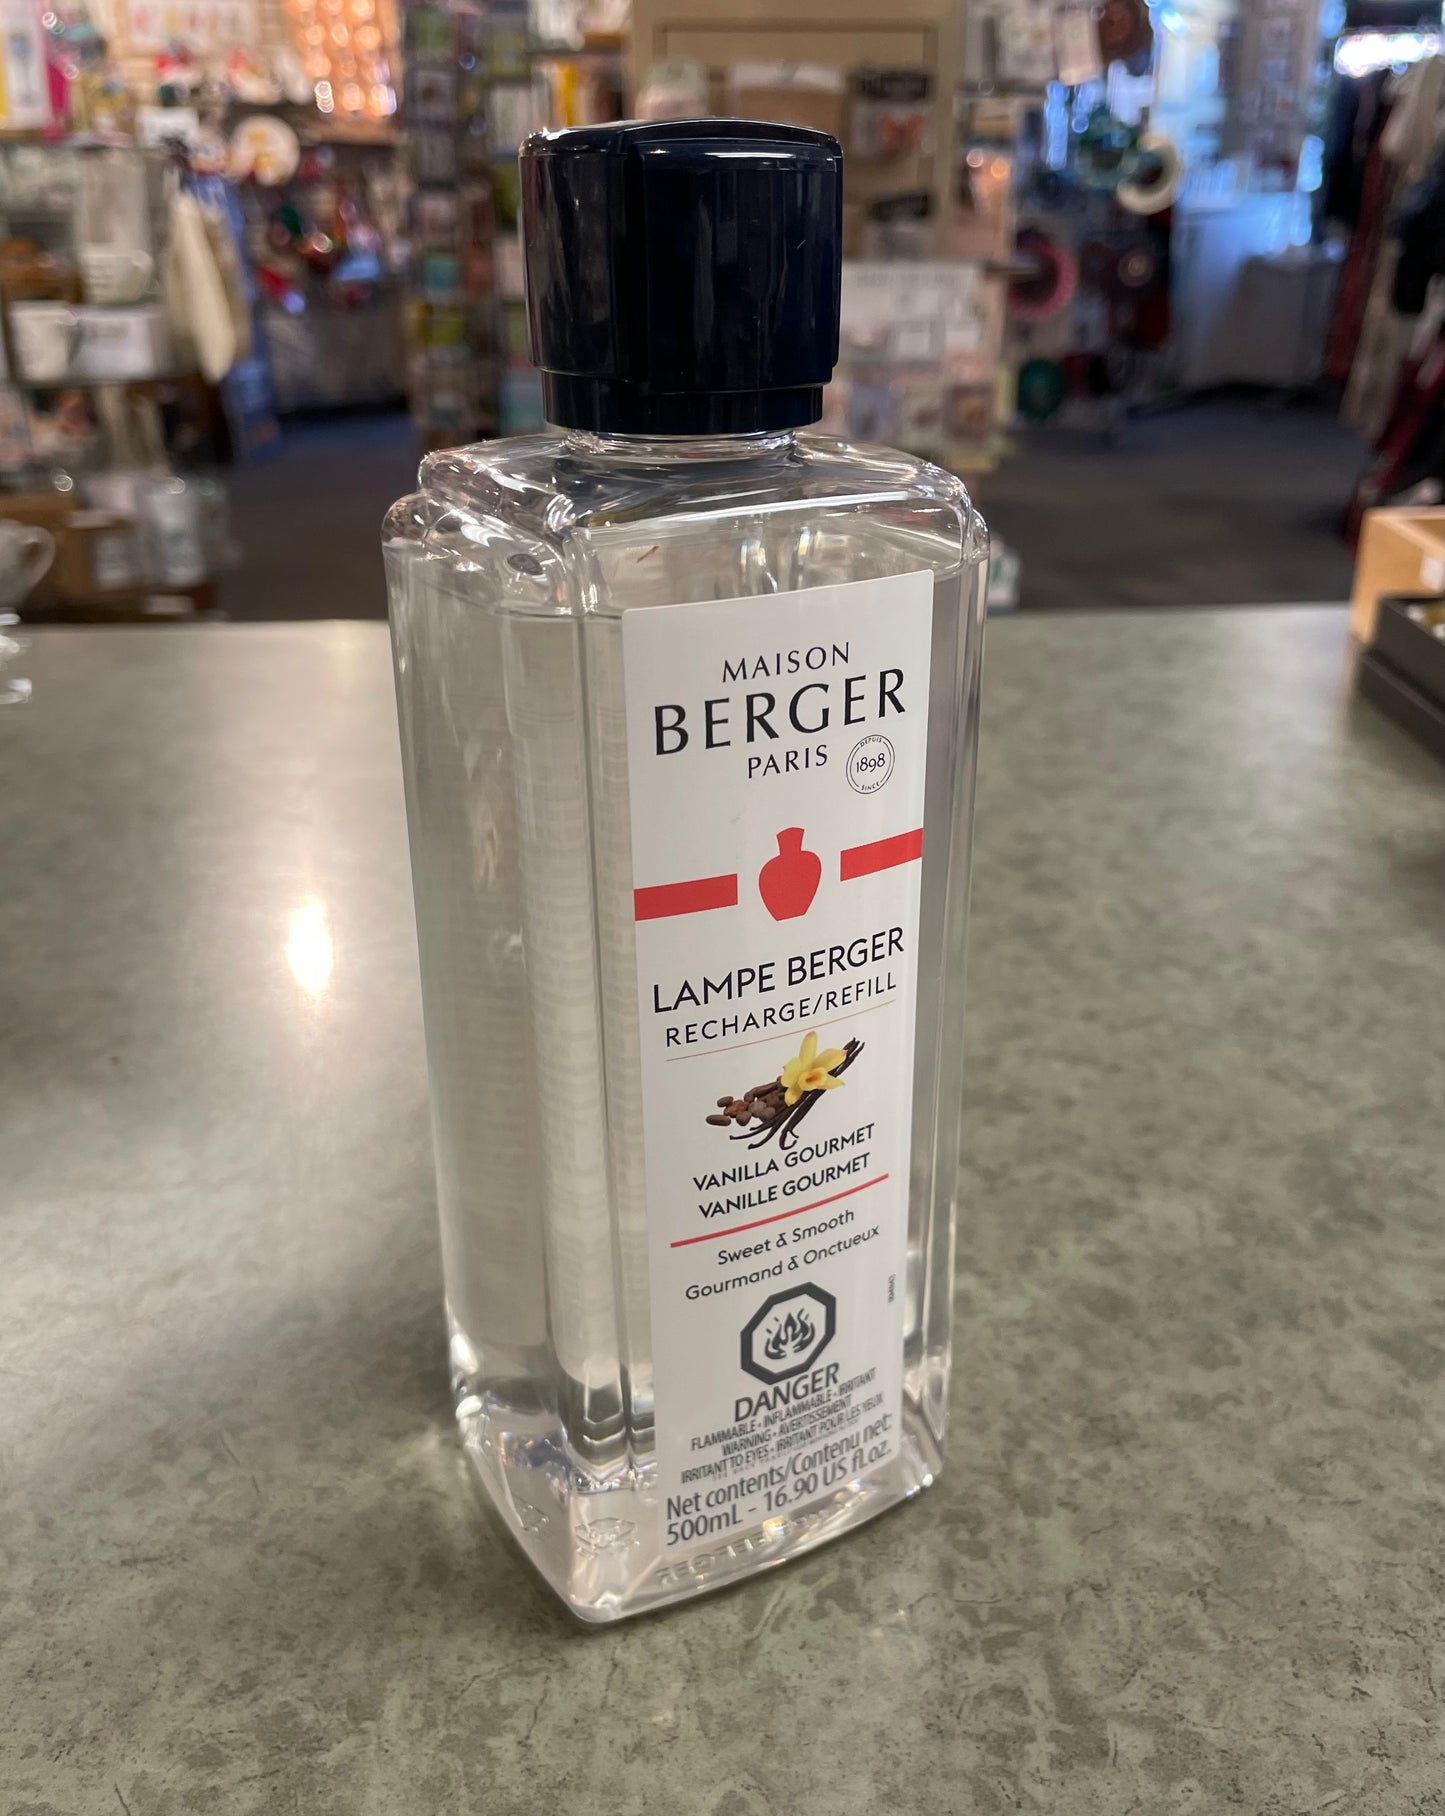 MAISON
BERGER
PARIS
DEPUIS
1898
SINCE
LAMPE BERGER
RECHARGE/REFILL
VANILLA GOURMET
VANILLE GOURMET
Sweet & Smooth
Gourmand & Onctueux
DANGER
FLAMMABLE • INFLAMMABLE • IRRITANT
WARNING • AVERTISSEMENT
IRRITANT TO EYES • IRRITANT POUR LES YEUX
Net contents/Contenu net:
500mL - 16.90 US fl.oz.